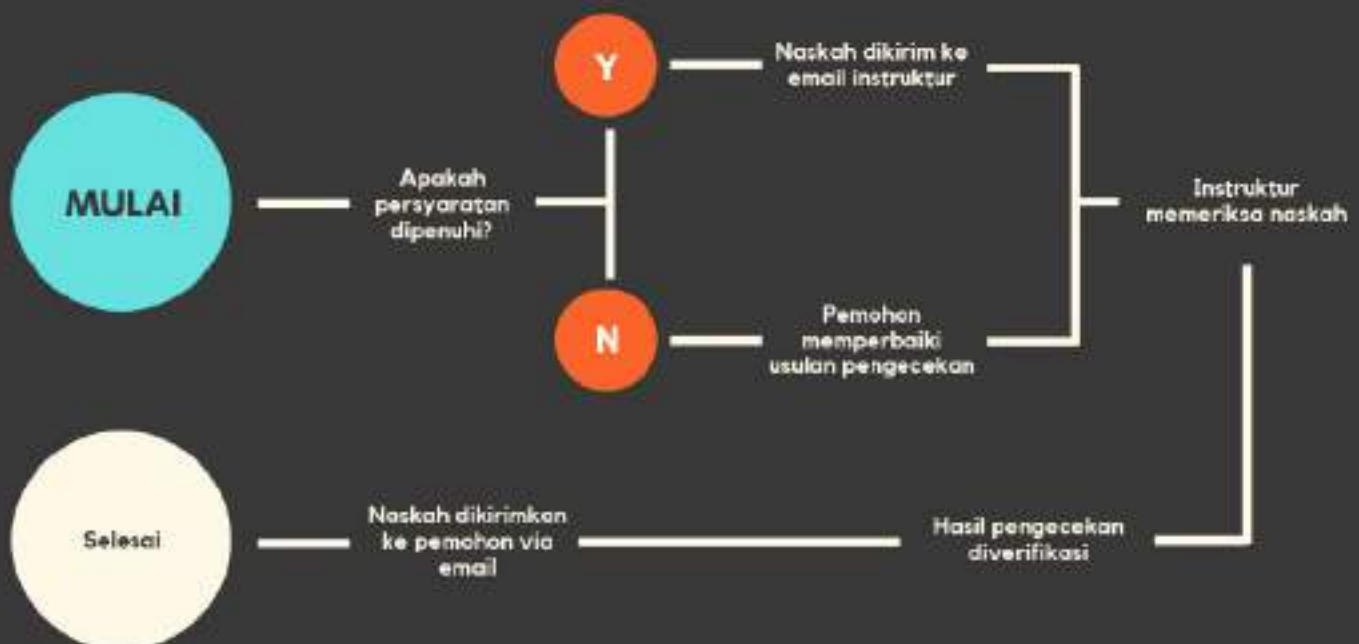 MULAI
Apakah
persyaratan
dipenuhi?
Y
Naskah dikirim ke
email instruktur
N
Pemohon
memperbaiki
usulan pengecekan
Instruktur
memeriksa naskah
Hasil pengecekan
diverifikasi
Naskah dikirimkan
ke pemohon via
email
Selesai